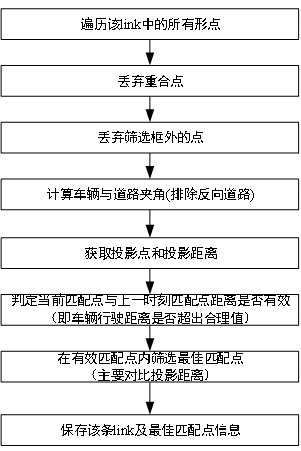 遍历该link中的所有形点
丢弃重合点
丢弃筛选框外的点
计算车辆与道路夹角(排除反向道路)
获取投影点和投影距离
判定当前匹配点与上一时刻匹配点距离是否有效
（即车辆行驶距离是否超出合理值）
在有效匹配点内筛选最佳匹配点
（主要对比投影距离）
保存该条link及最佳匹配点信息